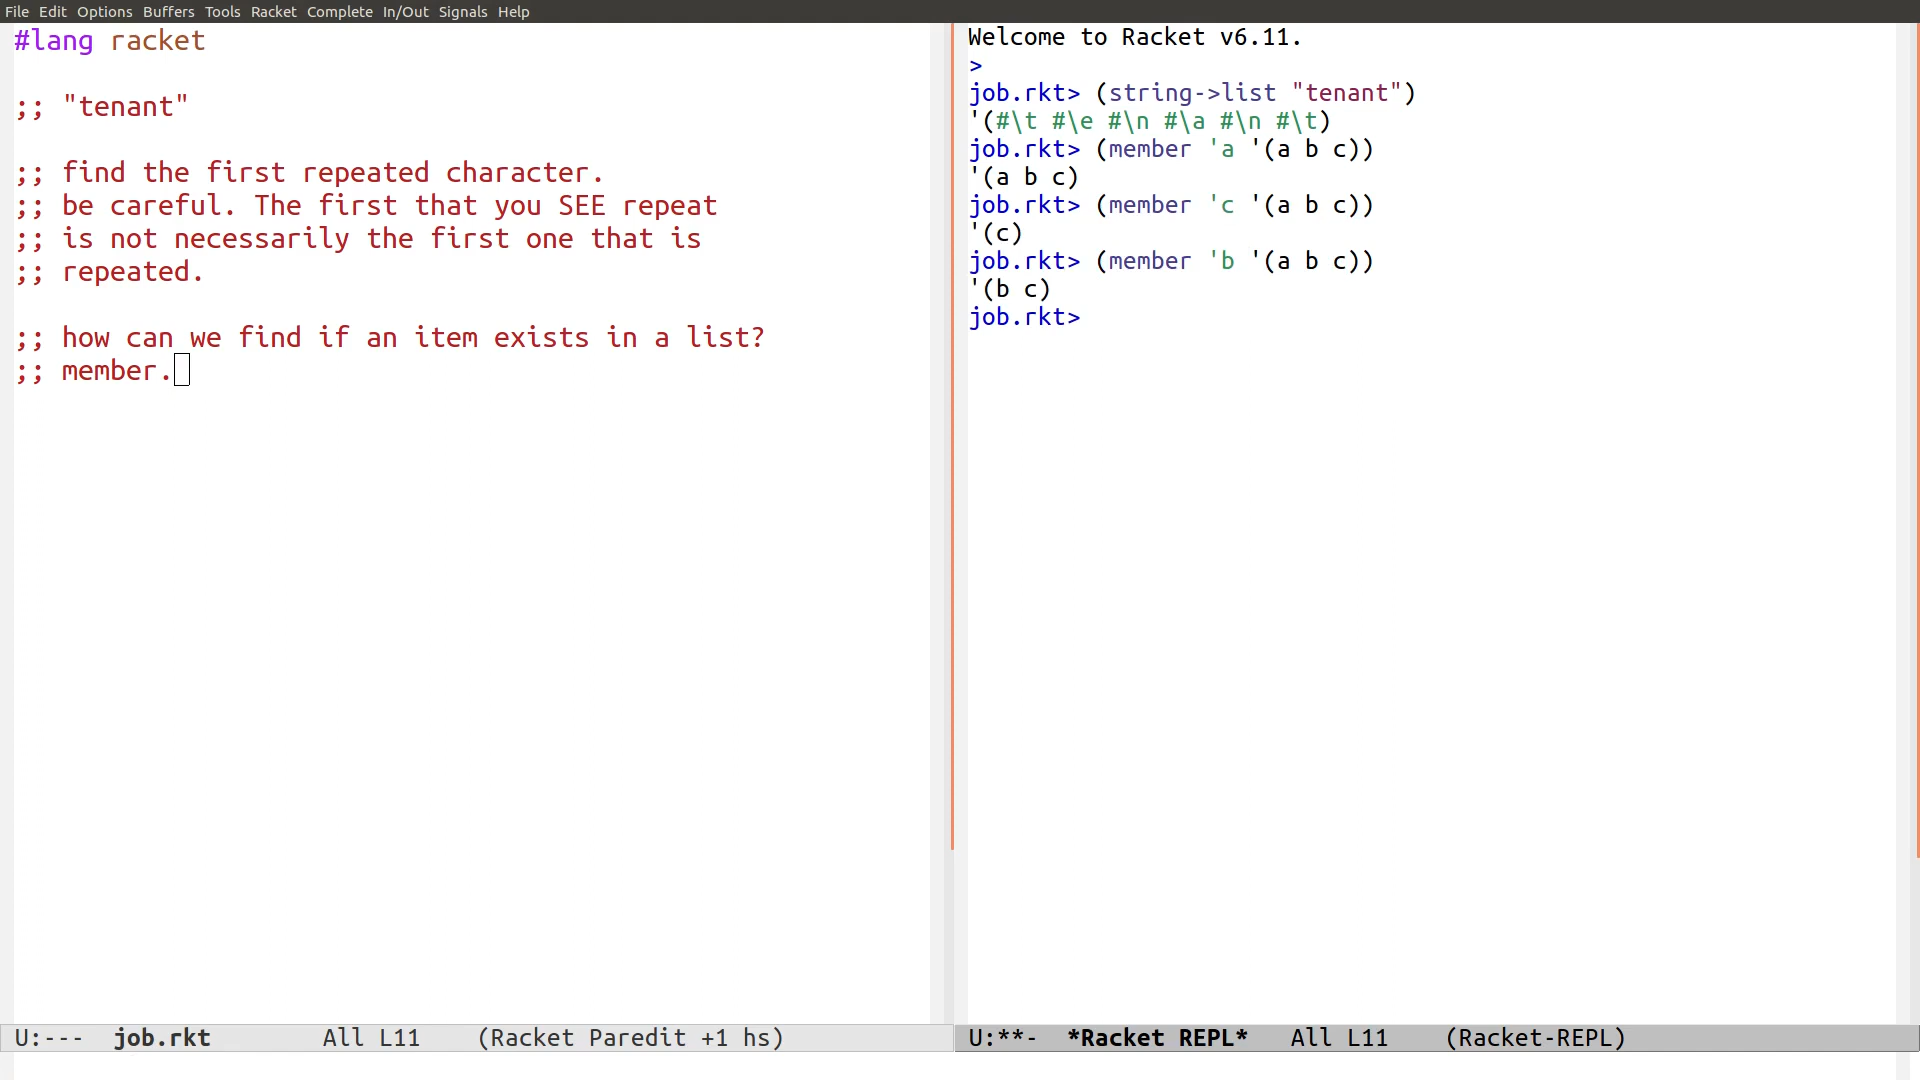 File Edit Options Buffers Tools Racket Complete In/Out Signals Help
#lang racket
;; "tenant"
;; find the first repeated character.
;; be careful. The first that you SEE repeat
;; is not necessarily the first one that is
;; repeated.
;; how can we find if an item exists in a list?
;; member.
U:--- job.rkt All L11 (Racket Paredit +1 hs)
Welcome to Racket v6.11.
>
job.rkt> (string->list "tenant")
'(#\t #\e #\n #\a #\n #\t)
job.rkt> (member 'a '(a b c))
'(a b c)
job.rkt> (member 'c '(a b c))
'(c)
job.rkt> (member 'b '(a b c))
'(b c)
job.rkt>
U:**- *Racket REPL* All L11 (Racket-REPL)